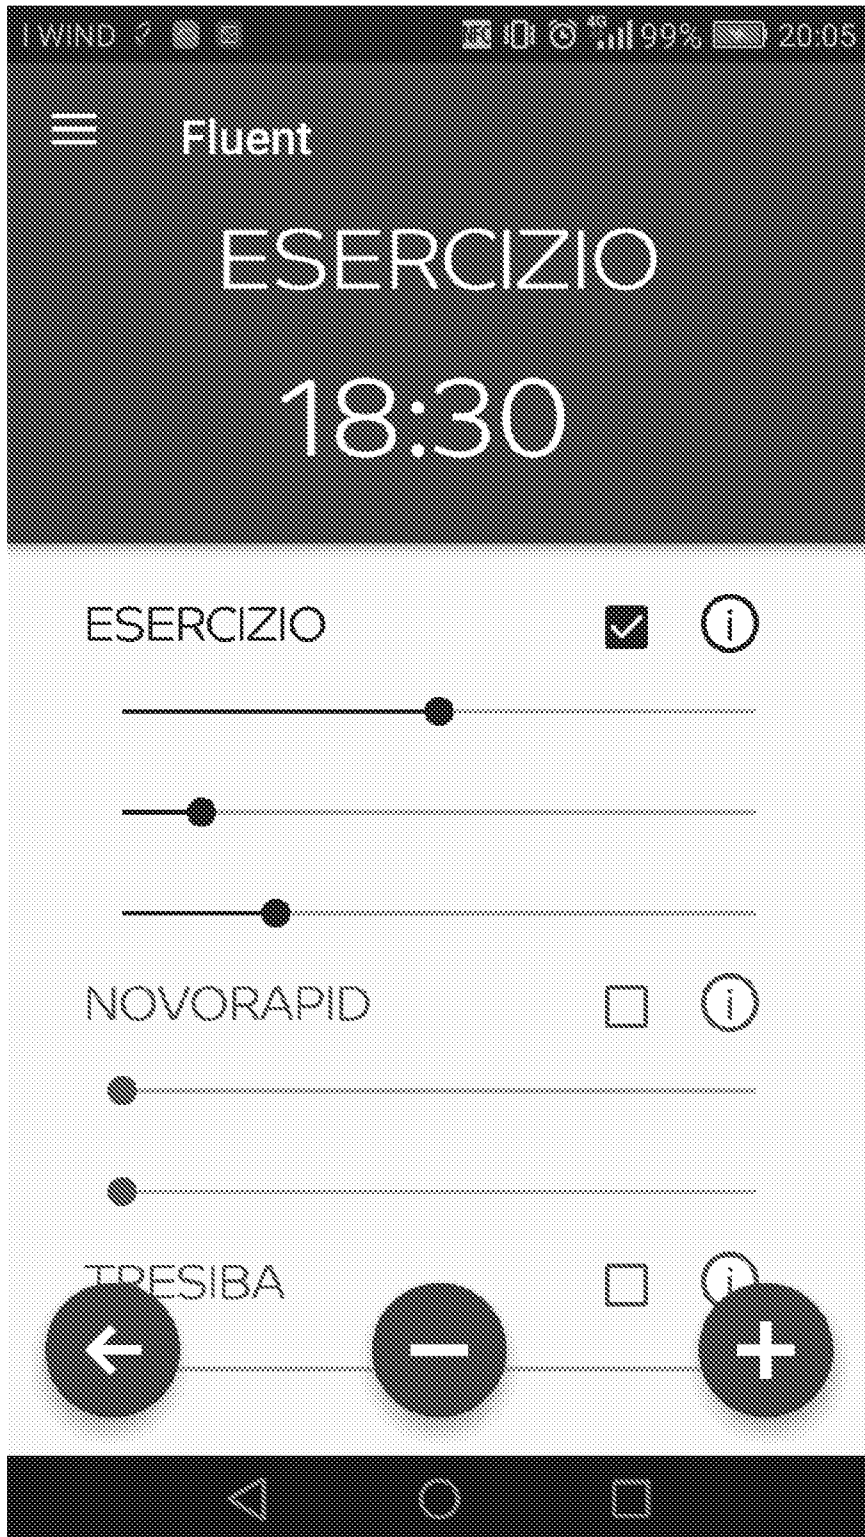 I WIND 99% 20:05
Fluent
ESERCIZIO
18:30
ESERCIZIO
NOVORAPID
TRESIBA